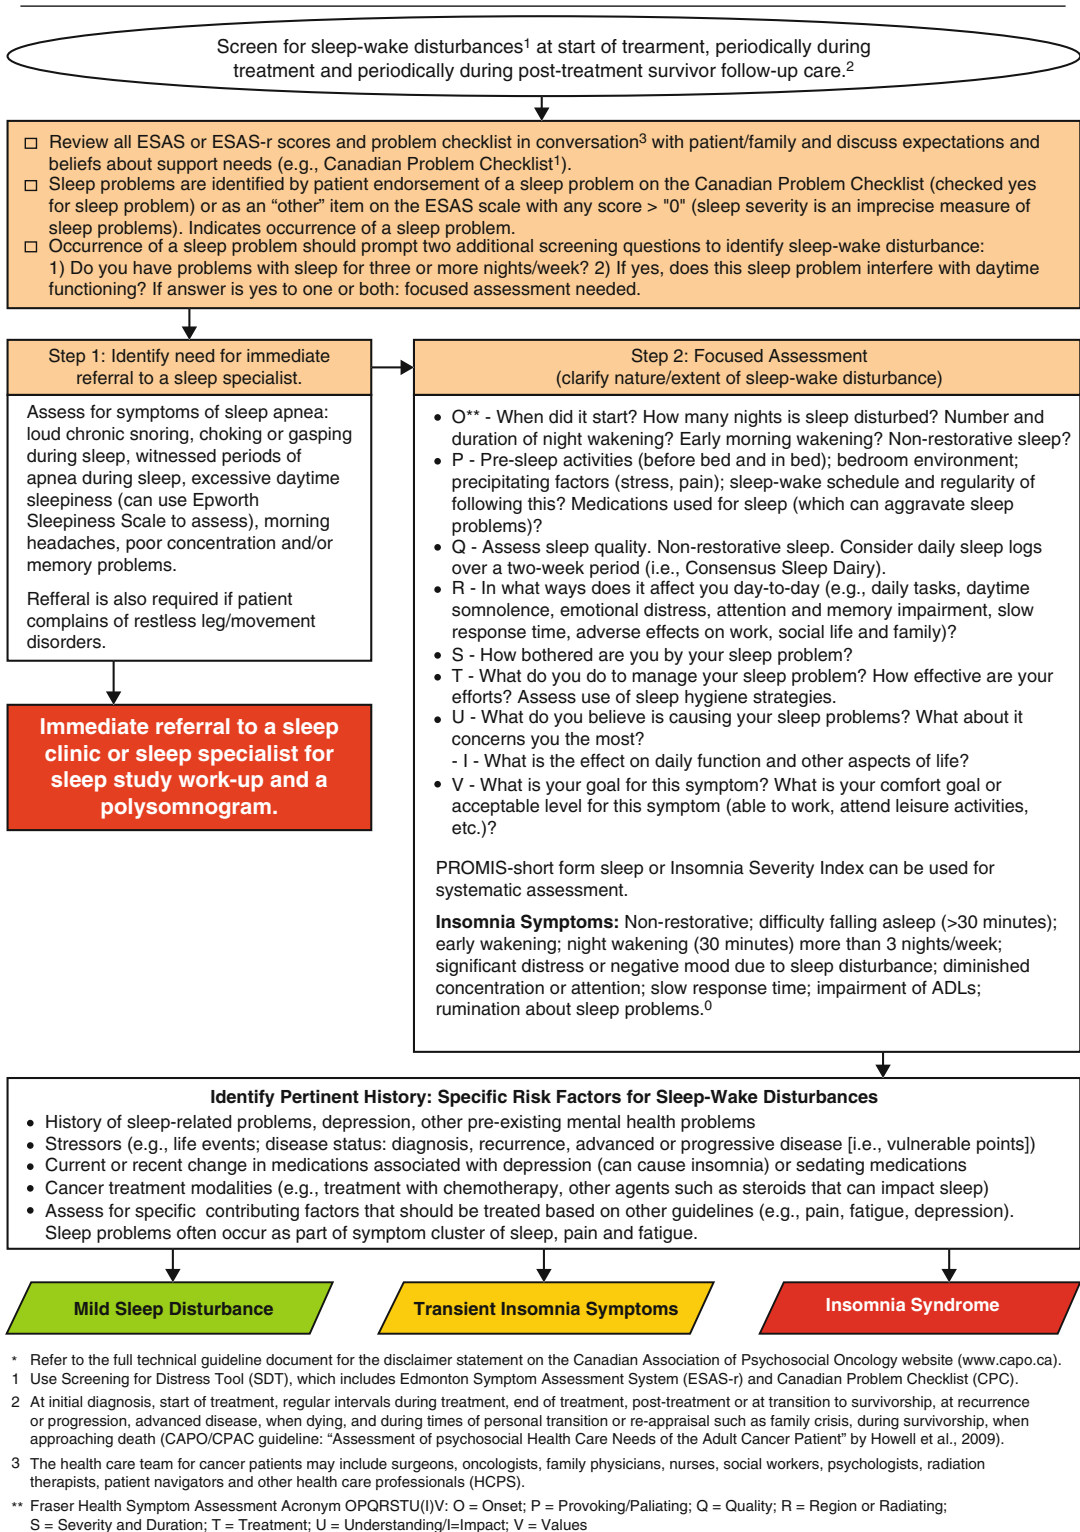 Screen for sleep-wake disturbances1 at start of trearment, periodically during
treatment and periodically during post-treatment survivor follow-up care.2
□ Review all ESAS or ESAS-r scores and problem checklist in conversation3 with patient/family and discuss expectations and
beliefs about support needs (e.g., Canadian Problem Checklist1).
□ Sleep problems are identified by patient endorsement of a sleep problem on the Canadian Problem Checklist (checked yes
for sleep problem) or as an “other” item on the ESAS scale with any score > "0" (sleep severity is an imprecise measure of
sleep problems). Indicates occurrence of a sleep problem.
□ Occurrence of a sleep problem should prompt two additional screening questions to identify sleep-wake disturbance:
1) Do you have problems with sleep for three or more nights/week? 2) If yes, does this sleep problem interfere with daytime
functioning? If answer is yes to one or both: focused assessment needed.
Step 1: Identify need for immediate
referral to a sleep specialist.
Assess for symptoms of sleep apnea:
loud chronic snoring, choking or gasping
during sleep, witnessed periods of
apnea during sleep, excessive daytime
sleepiness (can use Epworth
Sleepiness Scale to assess), morning
headaches, poor concentration and/or
memory problems.
Refferal is also required if patient
complains of restless leg/movement
disorders.
Immediate referral to a sleep
clinic or sleep specialist for
sleep study work-up and a
polysomnogram.
Step 2: Focused Assessment
(clarify nature/extent of sleep-wake disturbance)
• O** - When did it start? How many nights is sleep disturbed? Number and
duration of night wakening? Early morning wakening? Non-restorative sleep?
• P - Pre-sleep activities (before bed and in bed); bedroom environment;
precipitating factors (stress, pain); sleep-wake schedule and regularity of
following this? Medications used for sleep (which can aggravate sleep
problems)?
• Q - Assess sleep quality. Non-restorative sleep. Consider daily sleep logs
over a two-week period (i.e., Consensus Sleep Dairy).
• R - In what ways does it affect you day-to-day (e.g., daily tasks, daytime
somnolence, emotional distress, attention and memory impairment, slow
response time, adverse effects on work, social life and family)?
• S - How bothered are you by your sleep problem?
• T - What do you do to manage your sleep problem? How effective are your
efforts? Assess use of sleep hygiene strategies.
• U - What do you believe is causing your sleep problems? What about it
concerns you the most?
- I - What is the effect on daily function and other aspects of life?
• V - What is your goal for this symptom? What is your comfort goal or
acceptable level for this symptom (able to work, attend leisure activities,
etc.)?
PROMIS-short form sleep or Insomnia Severity Index can be used for
systematic assessment.
Insomnia Symptoms: Non-restorative; difficulty falling asleep (>30 minutes);
early wakening; night wakening (30 minutes) more than 3 nights/week;
significant distress or negative mood due to sleep disturbance; diminished
concentration or attention; slow response time; impairment of ADLs;
rumination about sleep problems.0
Identify Pertinent History: Specific Risk Factors for Sleep-Wake Disturbances
• History of sleep-related problems, depression, other pre-existing mental health problems
• Stressors (e.g., life events; disease status: diagnosis, recurrence, advanced or progressive disease [i.e., vulnerable points])
• Current or recent change in medications associated with depression (can cause insomnia) or sedating medications
• Cancer treatment modalities (e.g., treatment with chemotherapy, other agents such as steroids that can impact sleep)
• Assess for specific contributing factors that should be treated based on other guidelines (e.g., pain, fatigue, depression).
Sleep problems often occur as part of symptom cluster of sleep, pain and fatigue.
Mild Sleep Disturbance
Transient Insomnia Symptoms
Insomnia Syndrome
* Refer to the full technical guideline document for the disclaimer statement on the Canadian Association of Psychosocial Oncology website (www.capo.ca).
1 Use Screening for Distress Tool (SDT), which includes Edmonton Symptom Assessment System (ESAS-r) and Canadian Problem Checklist (CPC).
2 At initial diagnosis, start of treatment, regular intervals during treatment, end of treatment, post-treatment or at transition to survivorship, at recurrence
or progression, advanced disease, when dying, and during times of personal transition or re-appraisal such as family crisis, during survivorship, when
approaching death (CAPO/CPAC guideline: “Assessment of psychosocial Health Care Needs of the Adult Cancer Patient” by Howell et al., 2009).
3 The health care team for cancer patients may include surgeons, oncologists, family physicians, nurses, social workers, psychologists, radiation
therapists, patient navigators and other health care professionals (HCPS).
** Fraser Health Symptom Assessment Acronym OPQRSTU(I)V: O = Onset; P = Provoking/Paliating; Q = Quality; R = Region or Radiating;
S = Severity and Duration; T = Treatment; U = Understanding/I=Impact; V = Values